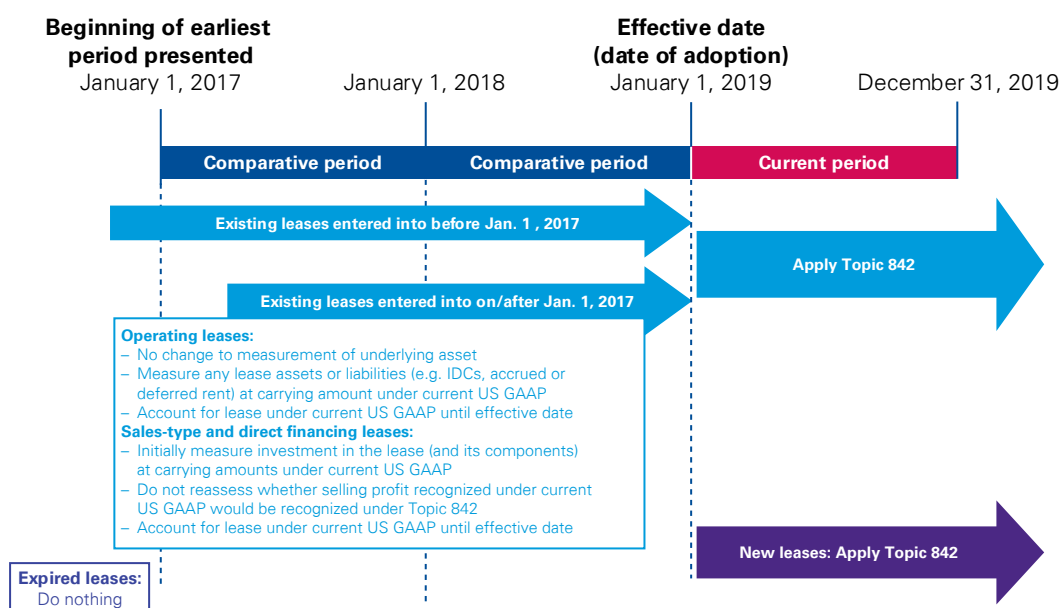 Beginning of earliest
period presented
January 1, 2017
January 1, 2018
Effective date
(date of adoption)
January 1, 2019
December 31, 2019
Comparative period
Comparative period
Current period
Existing leases entered into before Jan. 1 , 2017
Apply Topic 842
Existing leases entered into on/after Jan. 1, 2017
Operating leases:
– No change to measurement of underlying asset
– Measure any lease assets or liabilities (e.g. IDCs, accrued or
deferred rent) at carrying amount under current US GAAP
– Account for lease under current US GAAP until effective date
Sales-type and direct financing leases:
– Initially measure investment in the lease (and its components)
at carrying amounts under current US GAAP
– Do not reassess whether selling profit recognized under current
US GAAP would be recognized under Topic 842
– Account for lease under current US GAAP until effective date
New leases: Apply Topic 842
Expired leases:
Do nothing